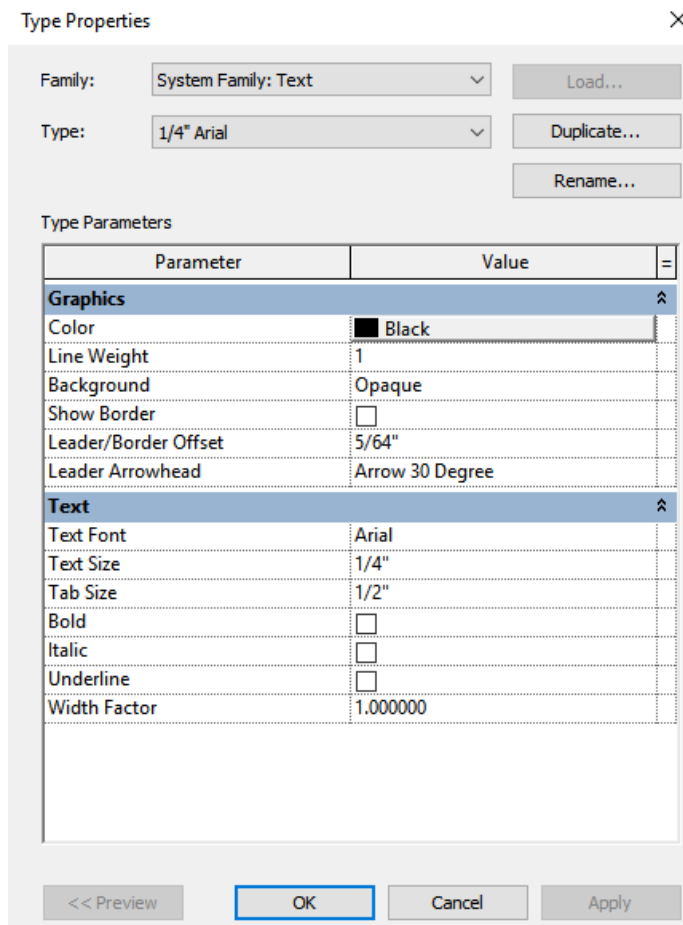 Type Properties
Family: System Family: Text Load...
Type: 1/4" Arial Duplicate...
Rename...
Type Parameters
Parameter Value =
Graphics
Color Black
Line Weight 1
Background Opaque
Show Border
Leader/Border Offset 5/64"
Leader Arrowhead Arrow 30 Degree
Text
Text Font Arial
Text Size 1/4"
Tab Size 1/2"
Bold
Italic
Underline
Width Factor 1.000000
<< Preview OK Cancel Apply